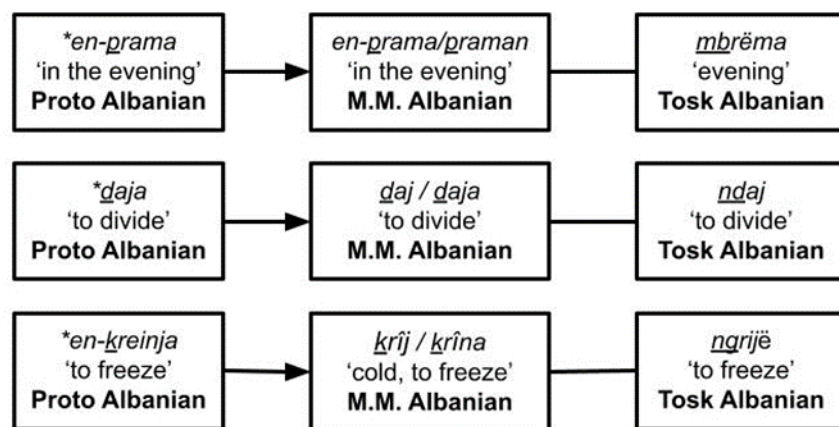 *en-prama en-prama/praman mbrëma
‘in the evening’ ‘in the evening’ ‘evening’
Proto Albanian M.M. Albanian Tosk Albanian
*daja daj / daja ndaj
‘to divide’ ‘to divide’ ‘to divide’
Proto Albanian M.M. Albanian Tosk Albanian
*en-kreinja krîj / krîna ngrijë
‘to freeze’ ‘cold, to freeze’ ‘to freeze’
Proto Albanian M.M. Albanian Tosk Albanian